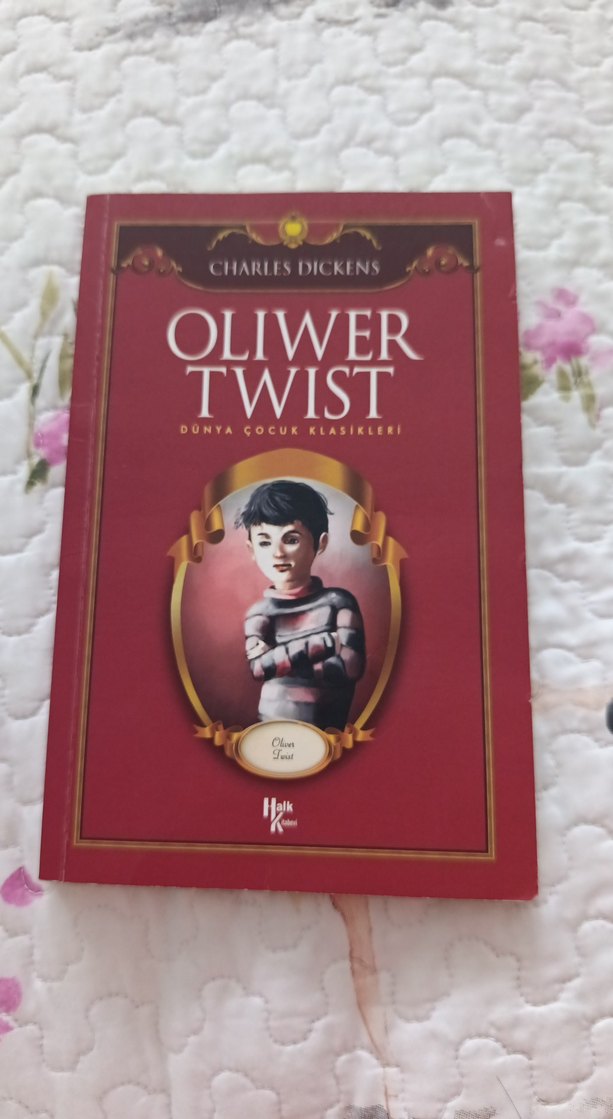 CHARLES DICKENS
OLIWER
TWIST
DÜNYA ÇOCUK KLASİKLERİ
Oliver
Twist
Halk
Kitabevi